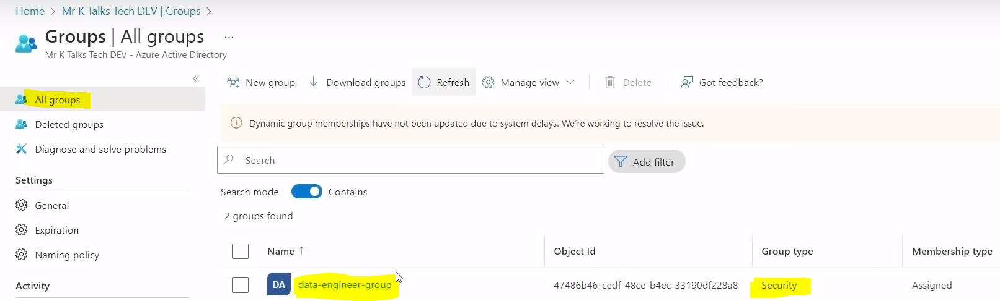 Home > Mr K Talks Tech DEV | Groups >
Groups | All groups ...
Mr K Talks Tech DEV - Azure Active Directory
«
All groups
Deleted groups
Diagnose and solve problems
Settings
General
Expiration
Naming policy
Activity
New group Download groups Refresh Manage view Delete Got feedback?
Dynamic group memberships have not been updated due to system delays. We're working to resolve the issue.
Search Add filter
Search mode Contains
2 groups found
Name ↑ Object Id Group type Membership type
DA data-engineer-group 47486b46-cedf-48ce-b4ec-33190df228a8 Security Assigned